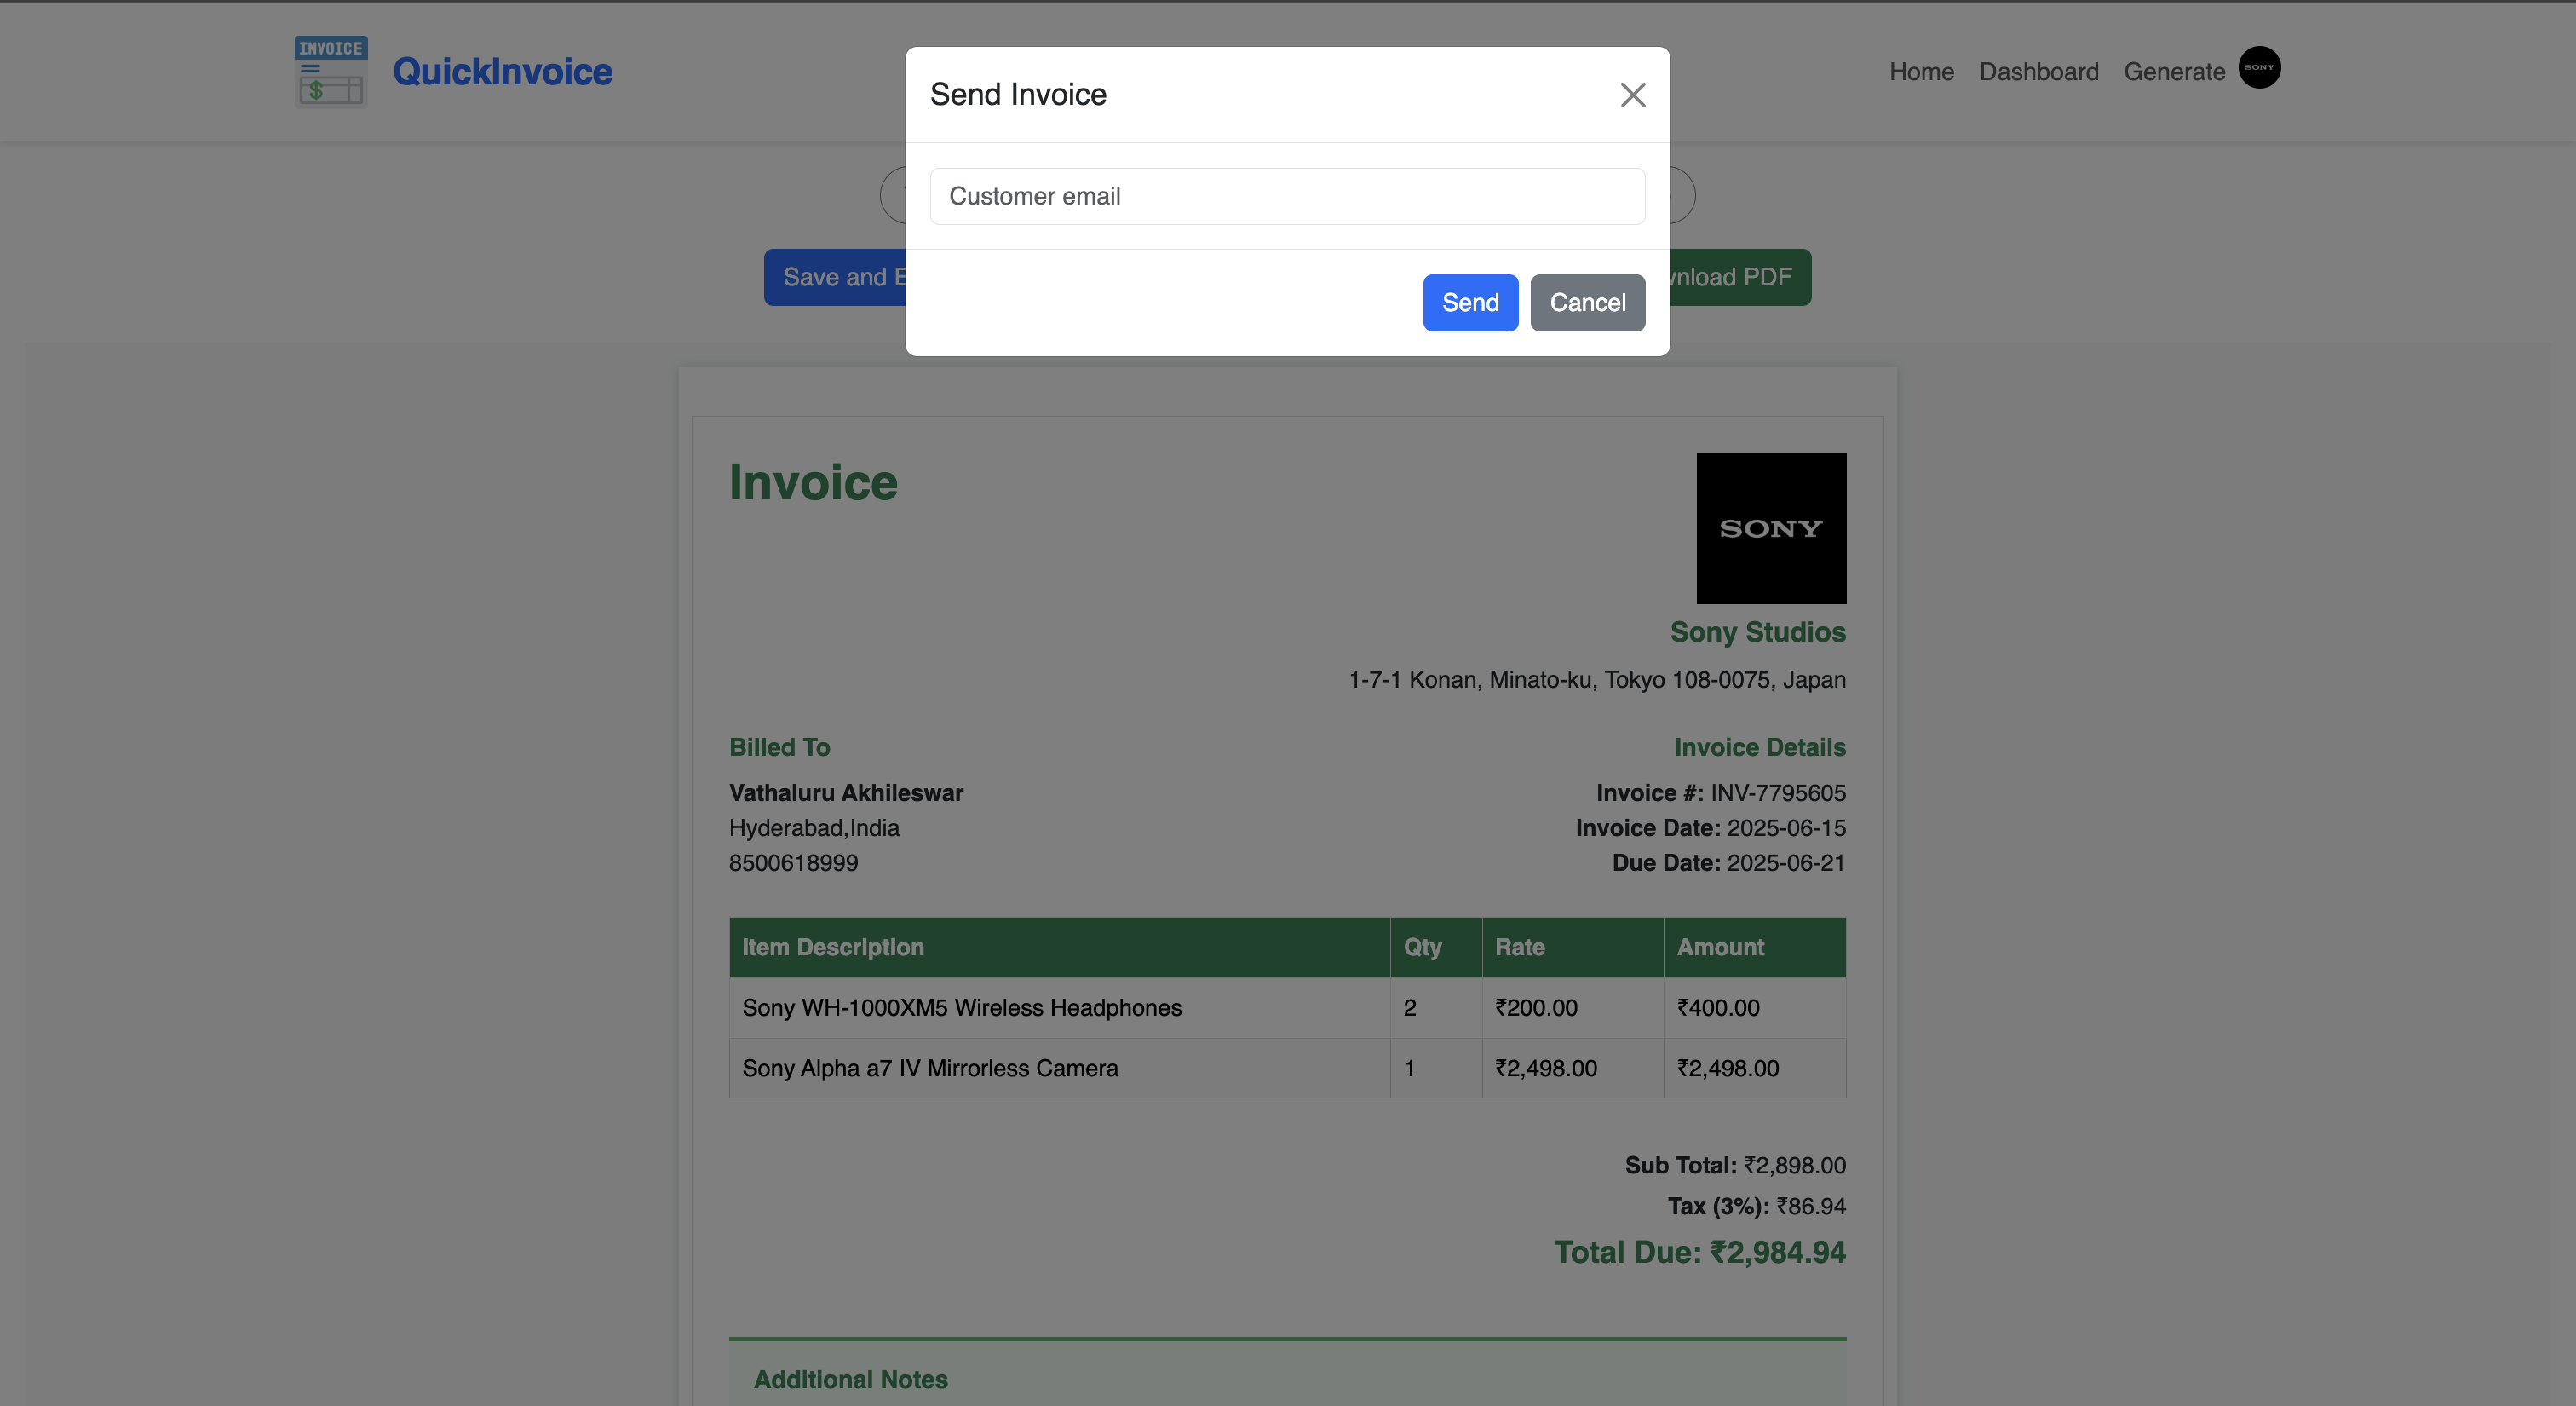 INVOICE
$
QuickInvoice
Home Dashboard Generate SONY
Send Invoice
Customer email
Save and
Send Cancel
PDF
Invoice
SONY
Sony Studios
1-7-1 Konan, Minato-ku, Tokyo 108-0075, Japan
Billed To
Vathaluru Akhileswar
Hyderabad,India
8500618999
Invoice Details
Invoice #: INV-7795605
Invoice Date: 2025-06-15
Due Date: 2025-06-21
Item Description Qty Rate Amount
Sony WH-1000XM5 Wireless Headphones 2 ₹200.00 ₹400.00
Sony Alpha a7 IV Mirrorless Camera 1 ₹2,498.00 ₹2,498.00
Sub Total: ₹2,898.00
Tax (3%): ₹86.94
Total Due: ₹2,984.94
Additional Notes